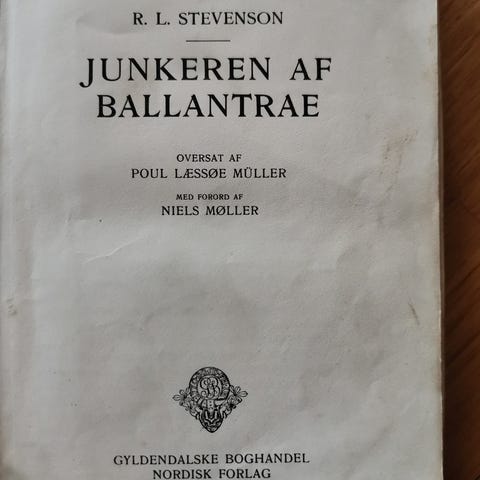 R. L. STEVENSON
JUNKEREN AF
BALLANTRAE
OVERSAT AF
POUL LÆSSØE MÜLLER
MED FORORD AF
NIELS MØLLER
GYLDENDALSKE BOGHANDEL
NORDISK FORLAG